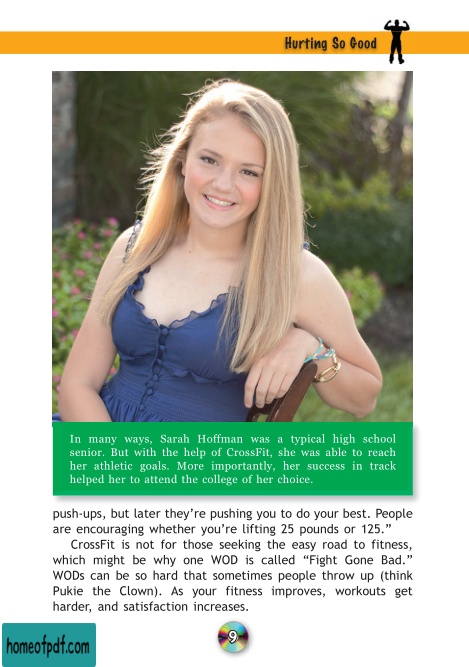 Hurting So Good
In many ways, Sarah Hoffman was a typical high school
senior. But with the help of CrossFit, she was able to reach
her athletic goals. More importantly, her success in track
helped her to attend the college of her choice.
push-ups, but later they’re pushing you to do your best. People
are encouraging whether you’re lifting 25 pounds or 125.”
CrossFit is not for those seeking the easy road to fitness,
which might be why one WOD is called “Fight Gone Bad.”
WODs can be so hard that sometimes people throw up (think
Pukie the Clown). As your fitness improves, workouts get
harder, and satisfaction increases.
9
homeofpdf.com